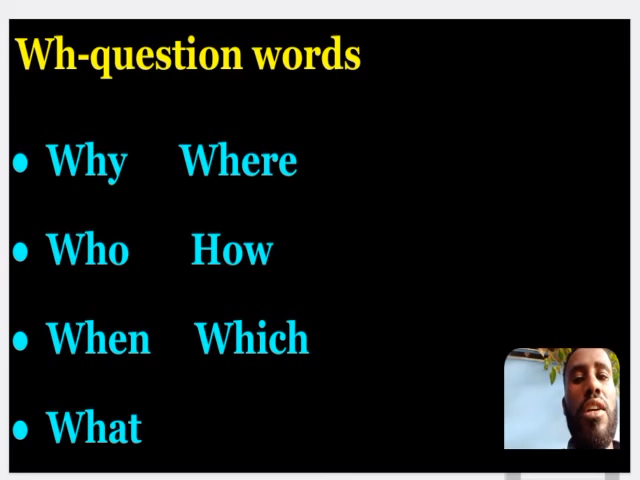 Wh-question words
• Why Where
• Who How
• When Which
• What